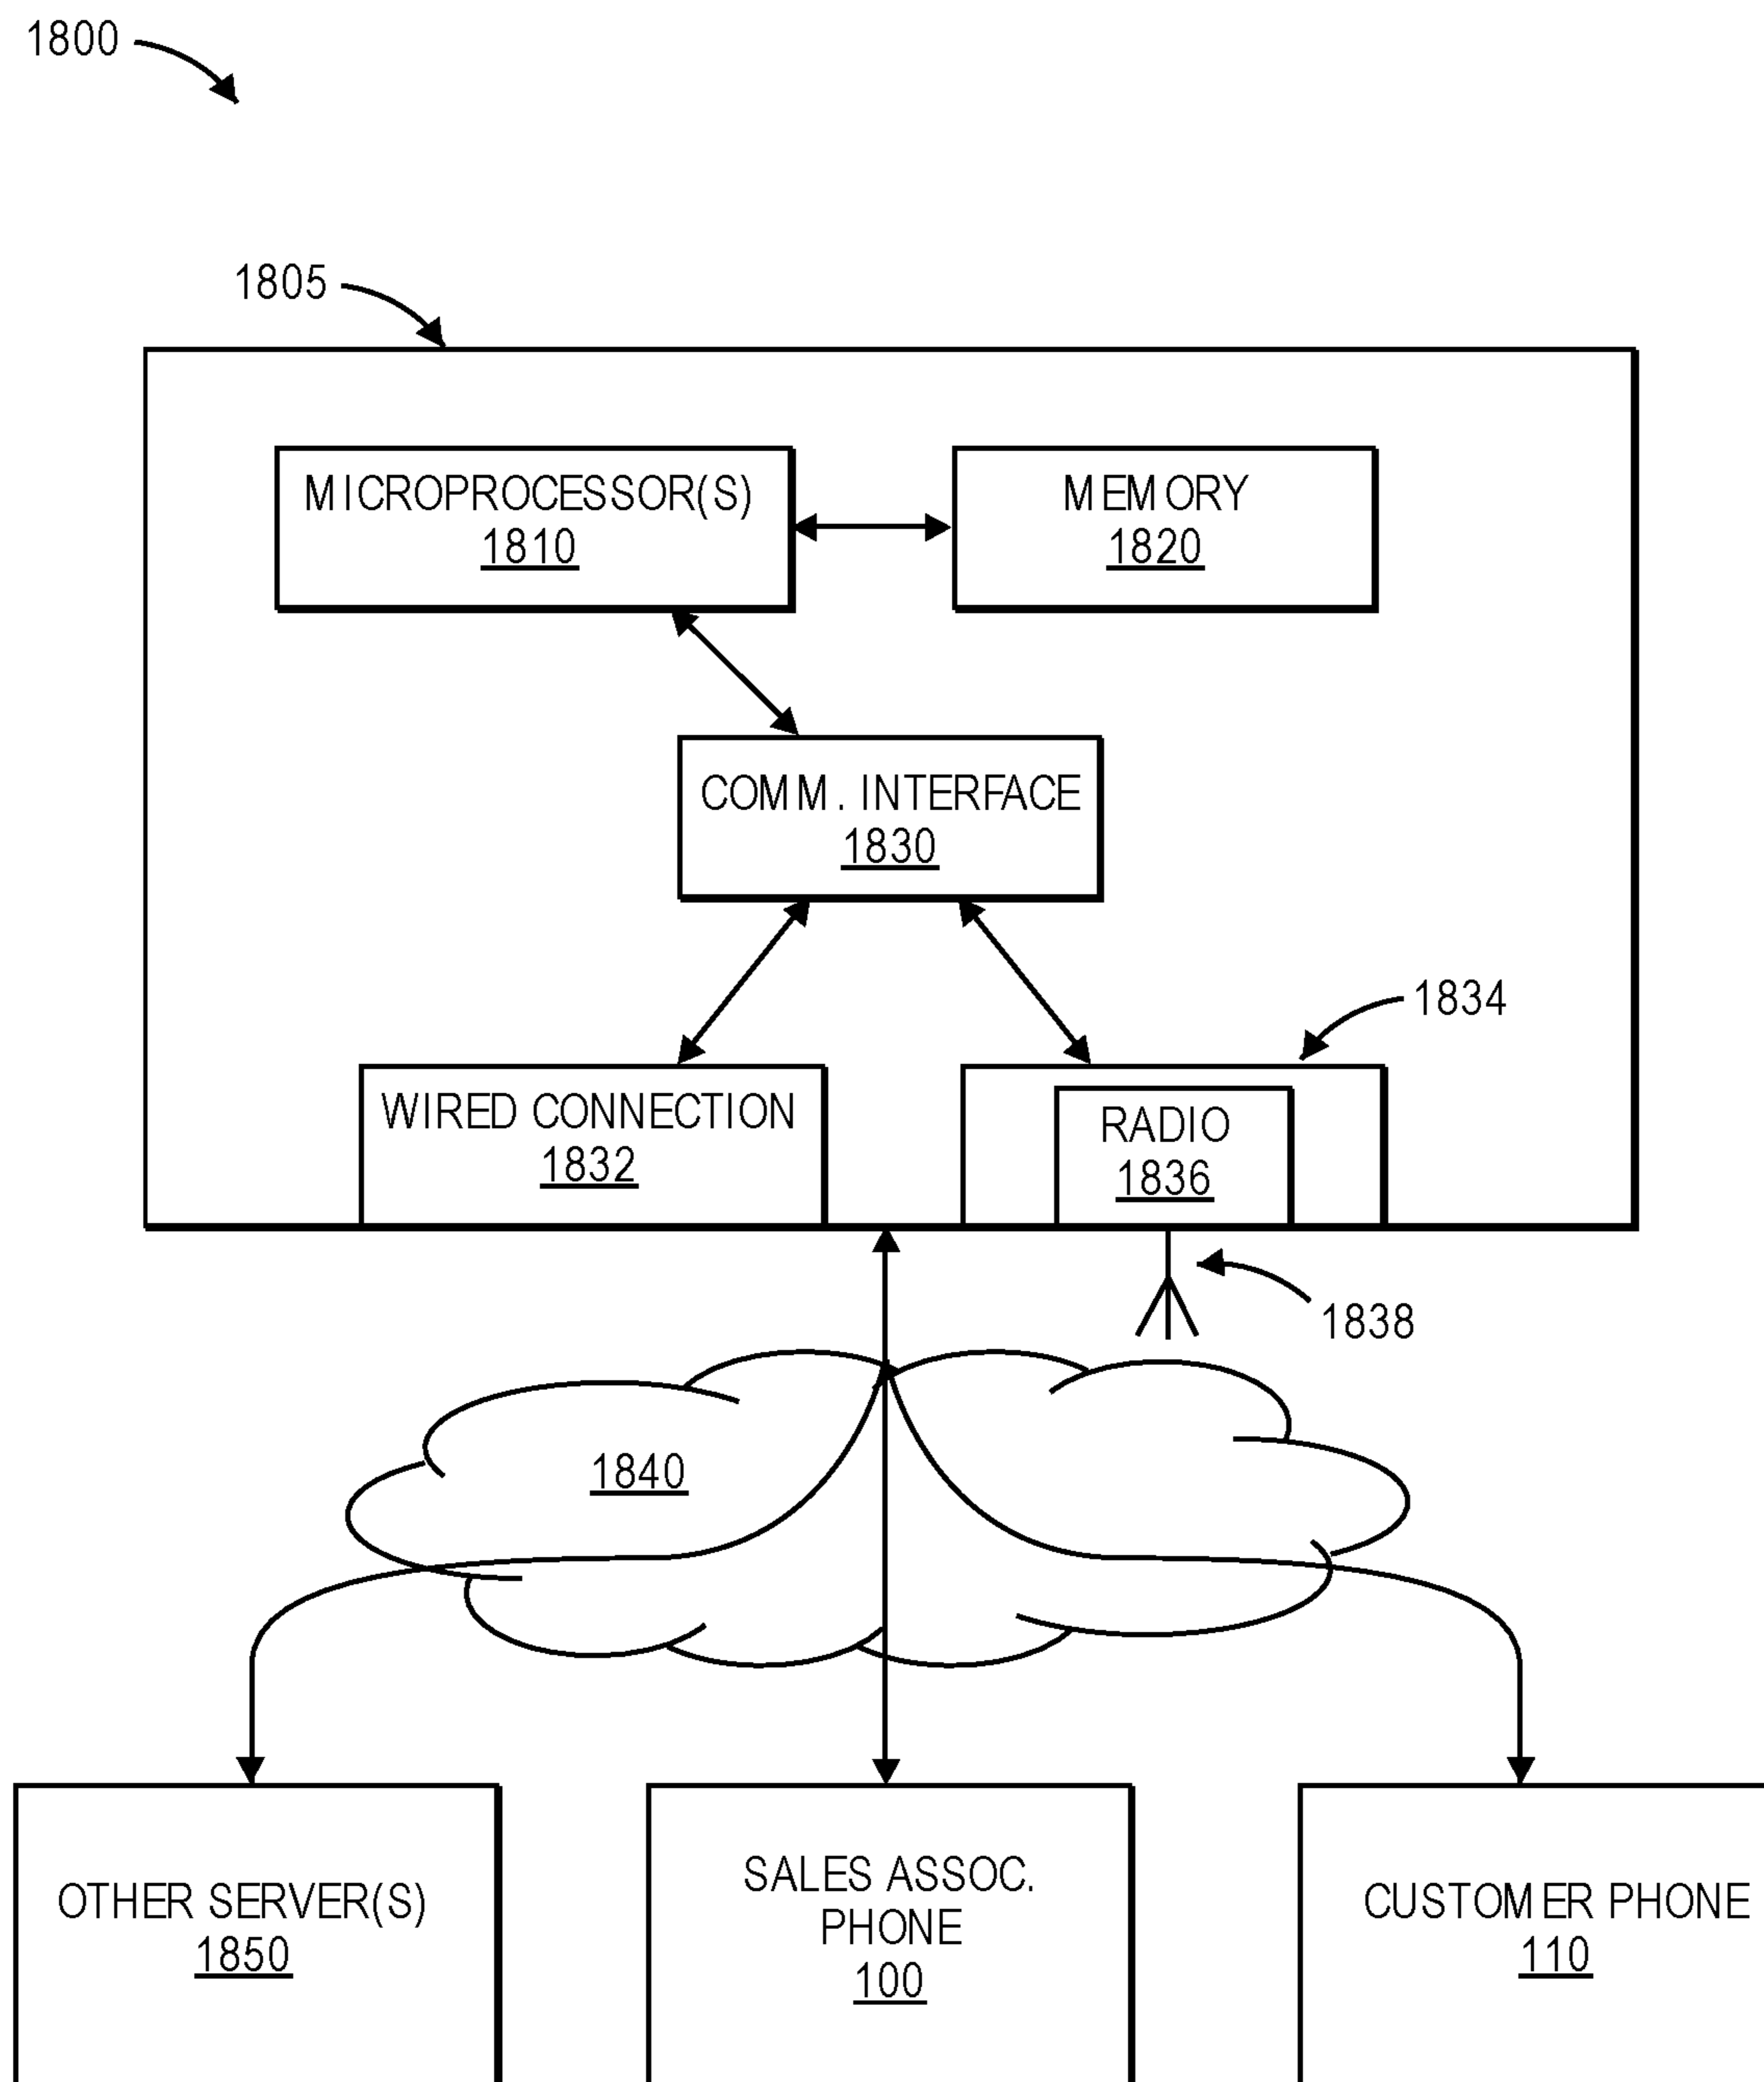 1800
1805
MICROPROCESSOR(S)
1810
MEMORY
1820
COMM. INTERFACE
1830
1834
WIRED CONNECTION
1832
RADIO
1836
1838
1840
OTHER SERVER(S)
1850
SALES ASSOC.
PHONE
100
CUSTOMER PHONE
110